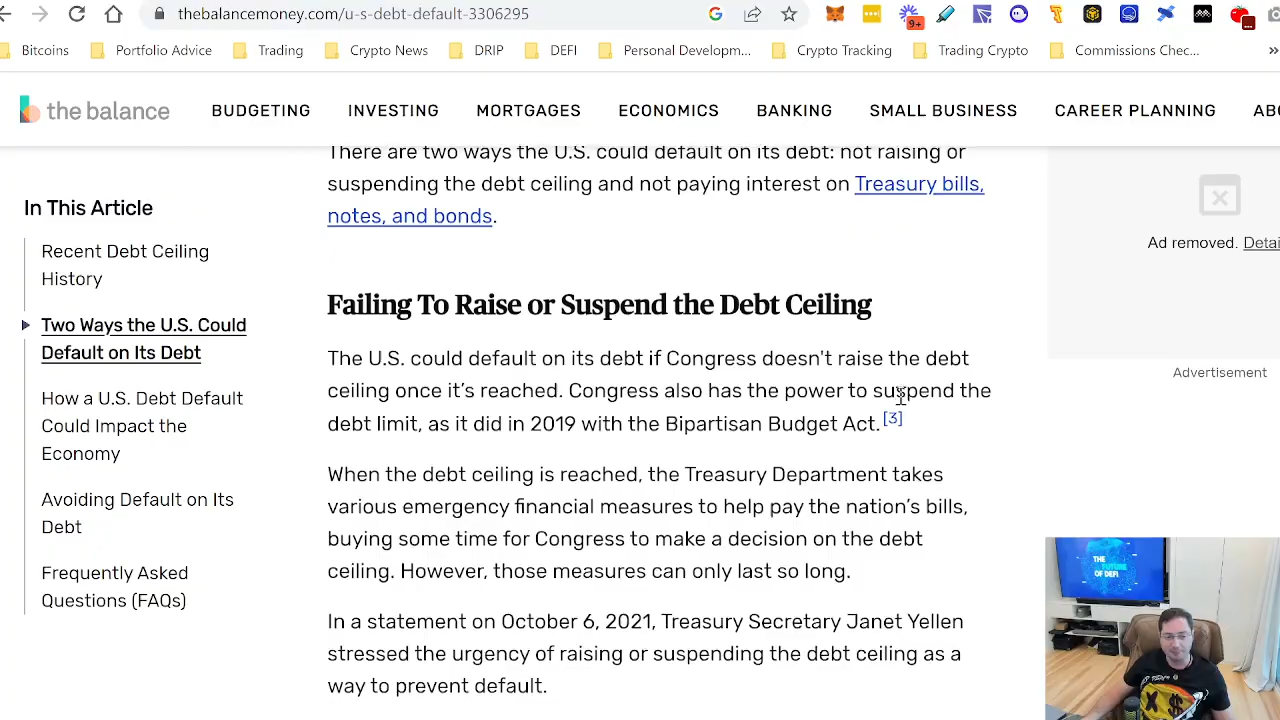 thebalancemoney.com/u-s-debt-default-3306295
9+
Bitcoins Portfolio Advice Trading Crypto News DRIP DEFI Personal Developm... Crypto Tracking Trading Crypto Commissions Chec... »
the balance BUDGETING INVESTING MORTGAGES ECONOMICS BANKING SMALL BUSINESS CAREER PLANNING ABO
In This Article
Recent Debt Ceiling
History
Two Ways the U.S. Could
Default on Its Debt
How a U.S. Debt Default
Could Impact the
Economy
Avoiding Default on Its
Debt
Frequently Asked
Questions (FAQs)
There are two ways the U.S. could default on its debt: not raising or
suspending the debt ceiling and not paying interest on Treasury bills,
notes, and bonds.
Failing To Raise or Suspend the Debt Ceiling
The U.S. could default on its debt if Congress doesn't raise the debt
ceiling once it’s reached. Congress also has the power to suspend the
debt limit, as it did in 2019 with the Bipartisan Budget Act.[3]
When the debt ceiling is reached, the Treasury Department takes
various emergency financial measures to help pay the nation’s bills,
buying some time for Congress to make a decision on the debt
ceiling. However, those measures can only last so long.
In a statement on October 6, 2021, Treasury Secretary Janet Yellen
stressed the urgency of raising or suspending the debt ceiling as a
way to prevent default.
Ad removed. Detai
Advertisement
THE
FUTURE
OF DEFI
X $